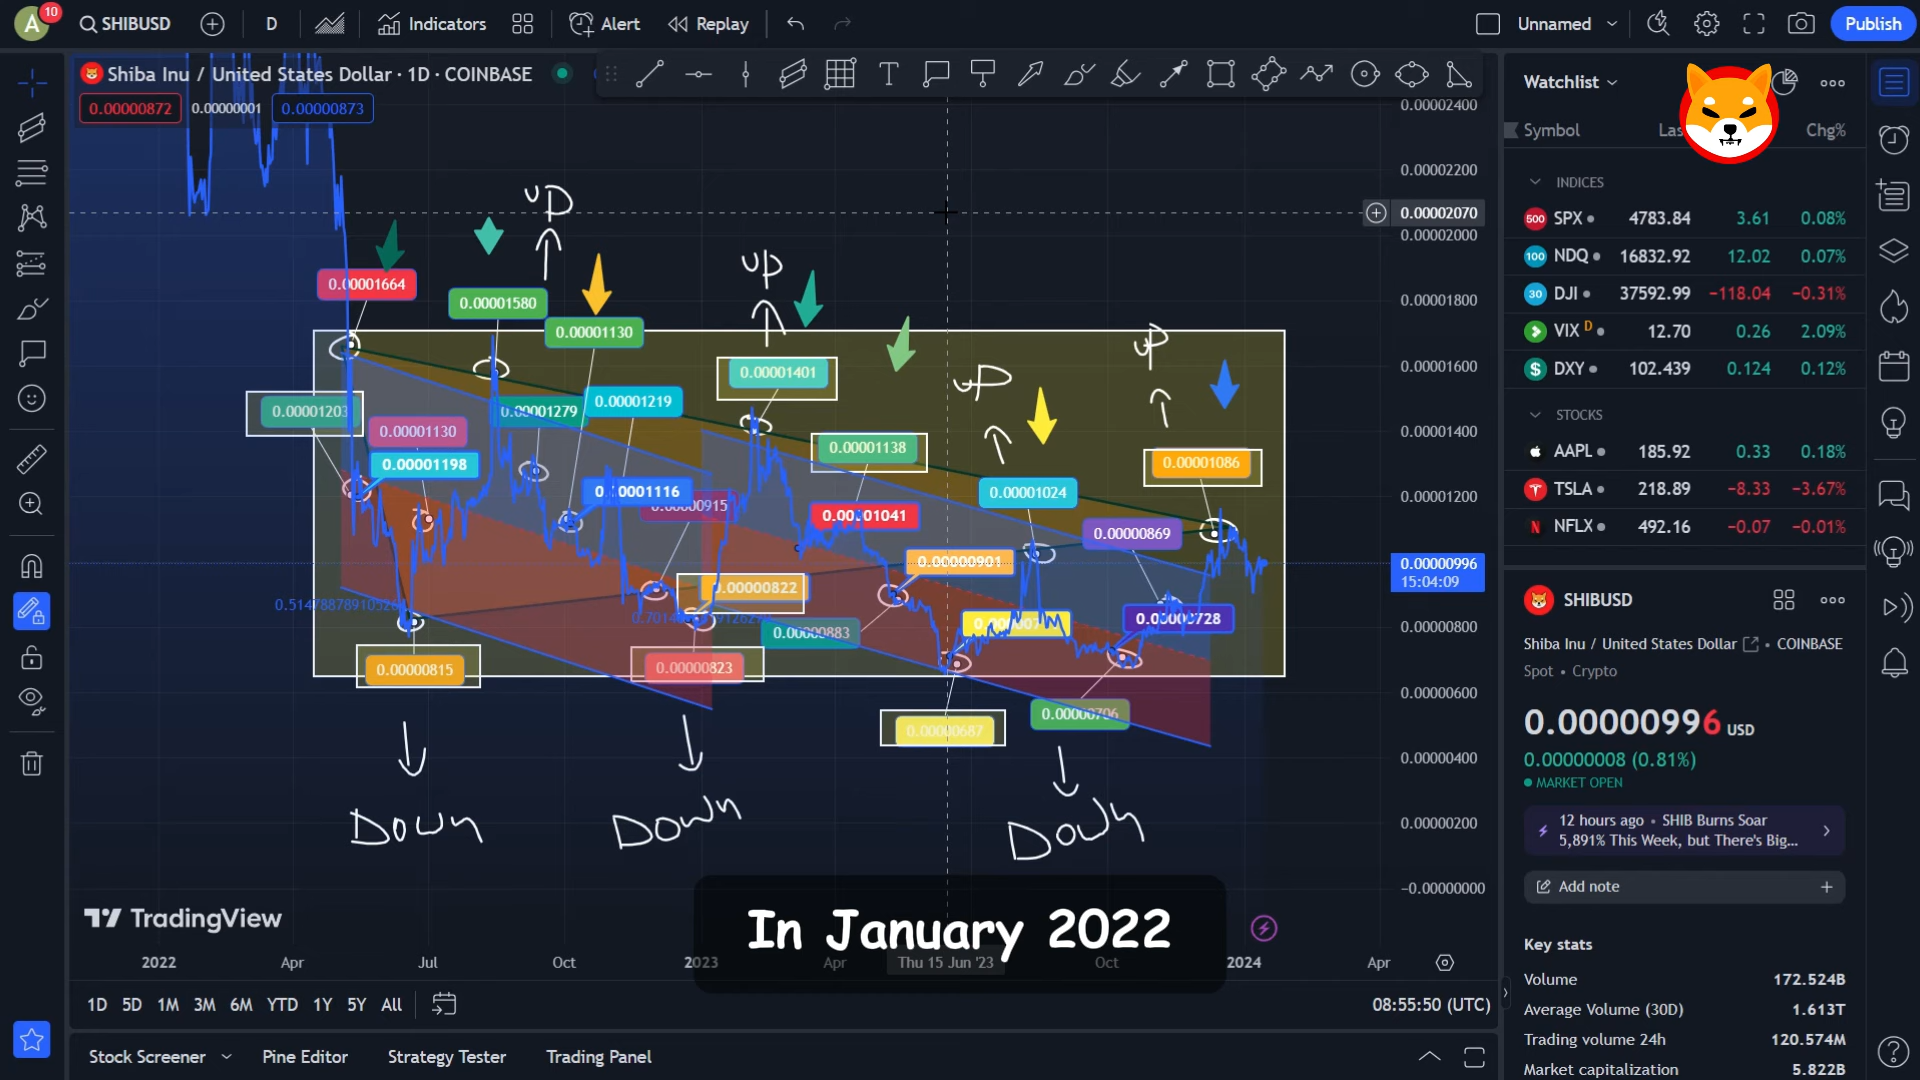 A
10
SHIBUSD
D
Indicators
Alert
Replay
Unnamed
Publish
Shiba Inu / United States Dollar · 1D · COINBASE
0.00000872
0.00000001
0.00000873
0.00002400
0.00002200
0.00002070
0.00002000
0.00001800
0.00001600
0.00001400
0.00001200
0.00000996
15:04:09
0.00000800
0.00000600
0.00000400
0.00000200
−0.00000000
up
up
up
up
0.00001664
0.00001580
0.00001130
0.00001401
0.00001203
0.00001130
0.00001279
0.00001219
0.00001198
0.00001138
0.00001086
0.00001116
0.00001024
0.00000915
0.00001041
0.00000869
0.00000901
0.00000822
0.00000728
0.00000883
0.00000815
0.00000823
0.00000687
0.00000706
Down
Down
Down
TradingView
In January 2022
2022
Apr
Jul
Oct
2023
Apr
Thu 15 Jun '23
Oct
2024
Apr
1D 5D 1M 3M 6M YTD 1Y 5Y All
08:55:50 (UTC)
Stock Screener
Pine Editor
Strategy Tester
Trading Panel
Watchlist
Symbol
Chg%
INDICES
500 SPX 4783.84 3.61 0.08%
100 NDQ 16832.92 12.02 0.07%
30 DJI 37592.99 −118.04 −0.31%
VIX D 12.70 0.26 2.09%
$ DXY 102.439 0.124 0.12%
STOCKS
AAPL 185.92 0.33 0.18%
TSLA 218.89 −8.33 −3.67%
N NFLX 492.16 −0.07 −0.01%
SHIBUSD
Shiba Inu / United States Dollar • COINBASE
Spot • Crypto
0.00000996 USD
0.00000008 (0.81%)
MARKET OPEN
12 hours ago • SHIB Burns Soar
5,891% This Week, but There's Big...
Add note
Key stats
Volume 172.524B
Average Volume (30D) 1.613T
Trading volume 24h 120.574M
Market capitalization 5.822B